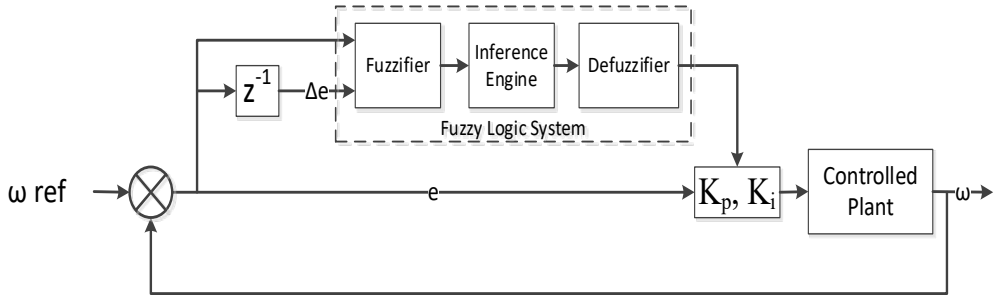 Fuzzifier
Inference
Engine
Defuzzifier
z-1
Δe
Fuzzy Logic System
ω ref
e
Kp, Ki
Controlled
Plant
ω